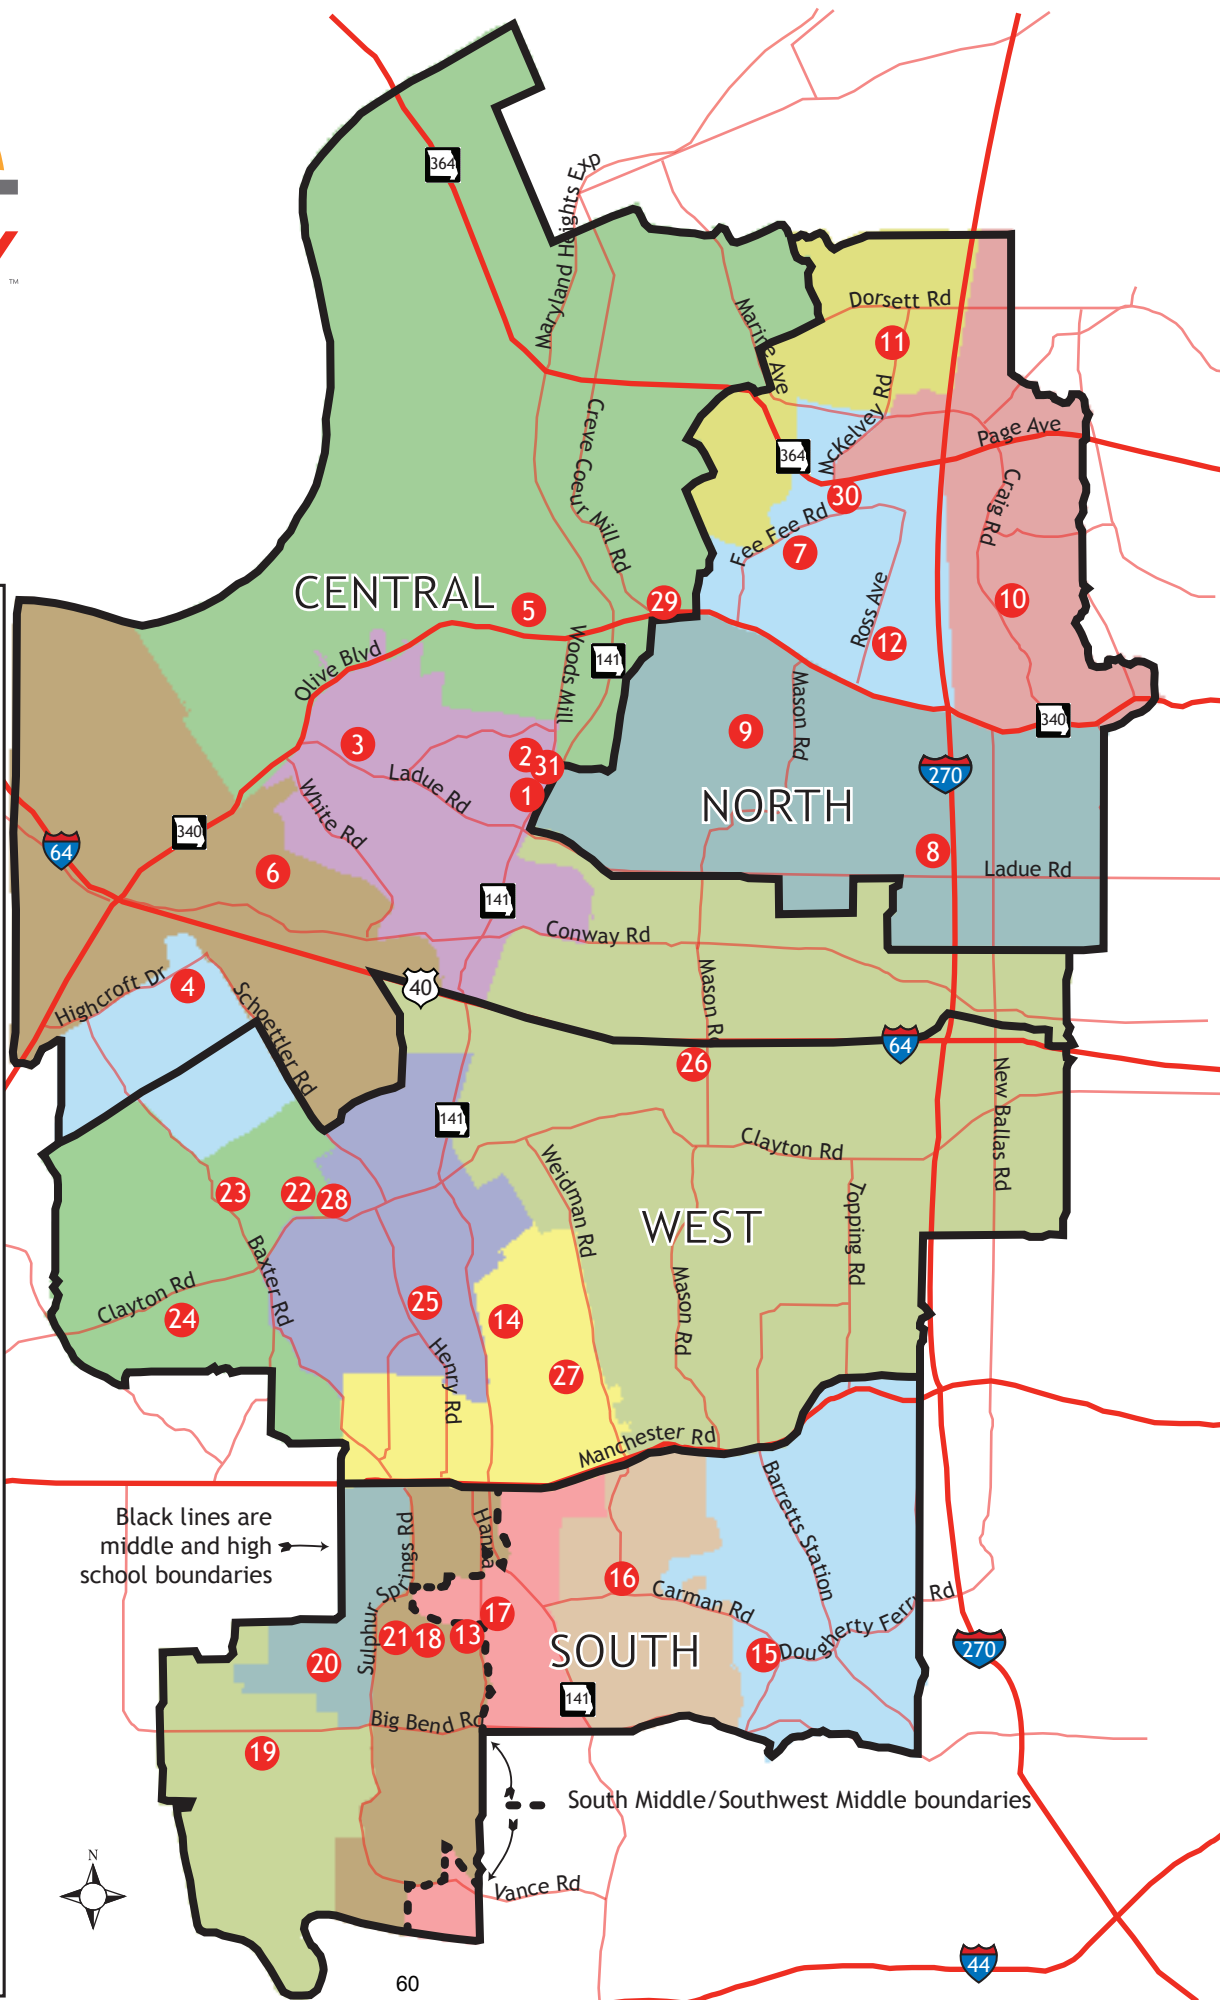 TM
364
Maryland Heights Exp
Marine Ave
Dorsett Rd
11
McKelvey Rd
Page Ave
364
Creve Coeur Mill Rd
Craig Rd
30
Fee Fee Rd
7
CENTRAL
5
29
10
Ross Ave
12
Olive Blvd
Woods Mill
141
Mason Rd
340
3
2
31
9
1
270
Ladue Rd
White Rd
NORTH
340
64
8
Ladue Rd
6
141
Conway Rd
4
Highcroft Dr
Schoettler Rd
40
Mason Rd
64
26
New Ballas Rd
141
Clayton Rd
Weidman Rd
23
22
28
Topping Rd
WEST
Baxter Rd
Clayton Rd
24
25
14
Mason Rd
Henry Rd
27
Manchester Rd
Black lines are
middle and high
school boundaries
Sulphur Springs Rd
Hanna
Barretts Station
16
Carman Rd
17
21
18
13
SOUTH
15
Dougherty Ferry Rd
270
20
141
Big Bend Rd
19
South Middle/Southwest Middle boundaries
Vance Rd
N
44
60